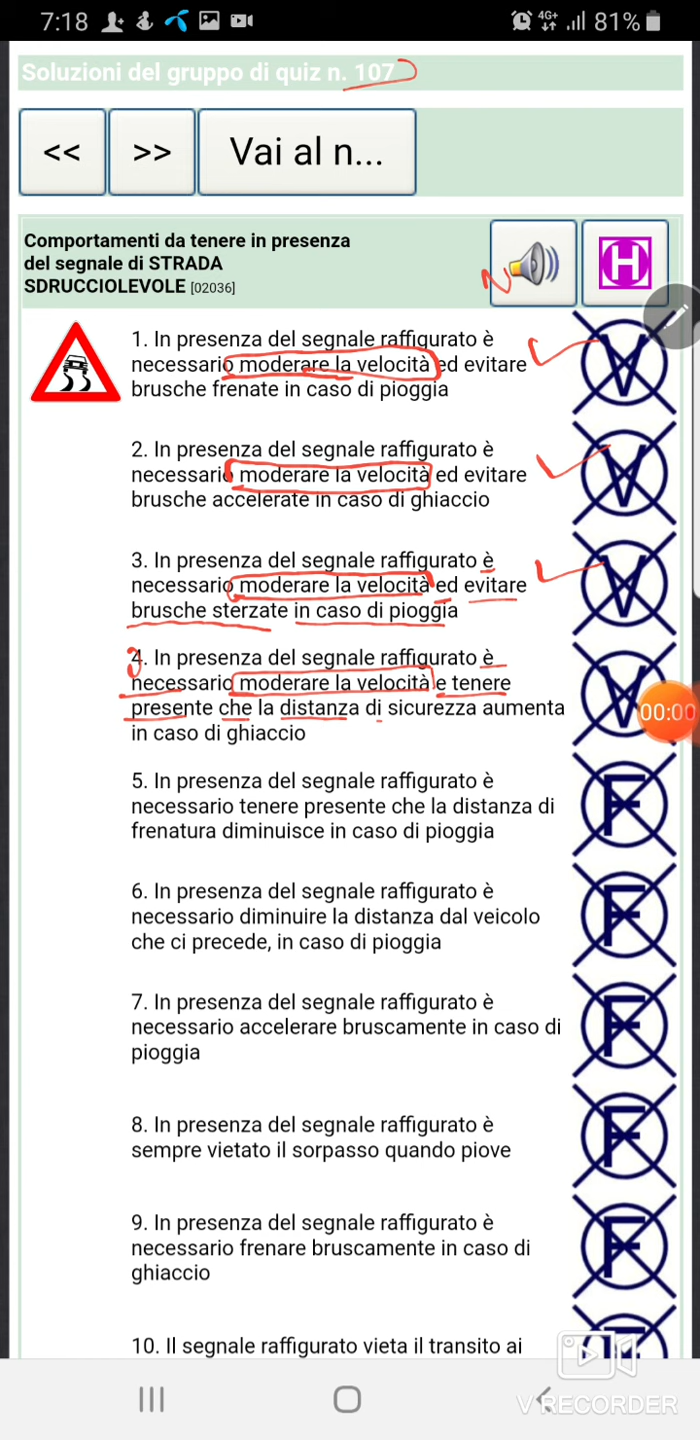 7:18
4G+
81%
Soluzioni del gruppo di quiz n. 107
<<
>>
Vai al n...
Comportamenti da tenere in presenza
del segnale di STRADA
SDRUCCIOLEVOLE [02036]
N
H
1. In presenza del segnale raffigurato è
necessario moderare la velocità ed evitare
brusche frenate in caso di pioggia
V
2. In presenza del segnale raffigurato è
necessario moderare la velocità ed evitare
brusche accelerate in caso di ghiaccio
V
3. In presenza del segnale raffigurato è
necessario moderare la velocità ed evitare
brusche sterzate in caso di pioggia
V
4. In presenza del segnale raffigurato è
necessario moderare la velocità e tenere
presente che la distanza di sicurezza aumenta
in caso di ghiaccio
V
00:00
5. In presenza del segnale raffigurato è
necessario tenere presente che la distanza di
frenatura diminuisce in caso di pioggia
F
6. In presenza del segnale raffigurato è
necessario diminuire la distanza dal veicolo
che ci precede, in caso di pioggia
F
7. In presenza del segnale raffigurato è
necessario accelerare bruscamente in caso di
pioggia
F
8. In presenza del segnale raffigurato è
sempre vietato il sorpasso quando piove
F
9. In presenza del segnale raffigurato è
necessario frenare bruscamente in caso di
ghiaccio
F
10. Il segnale raffigurato vieta il transito ai
V RECORDER